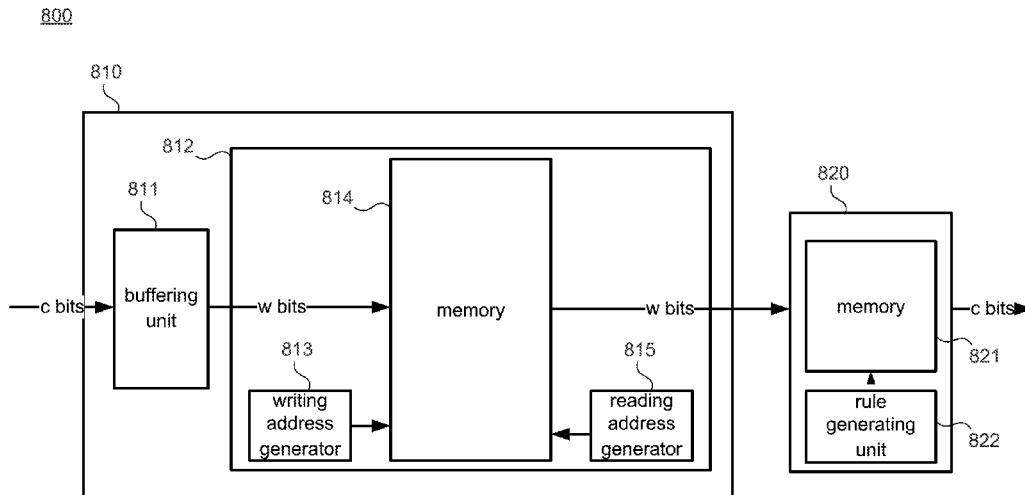 800
810
812
820
811
814
buffering
unit
c bits
w bits
memory
w bits
memory
c bits
813
815
821
writing
address
generator
reading
address
generator
rule
generating
unit
822